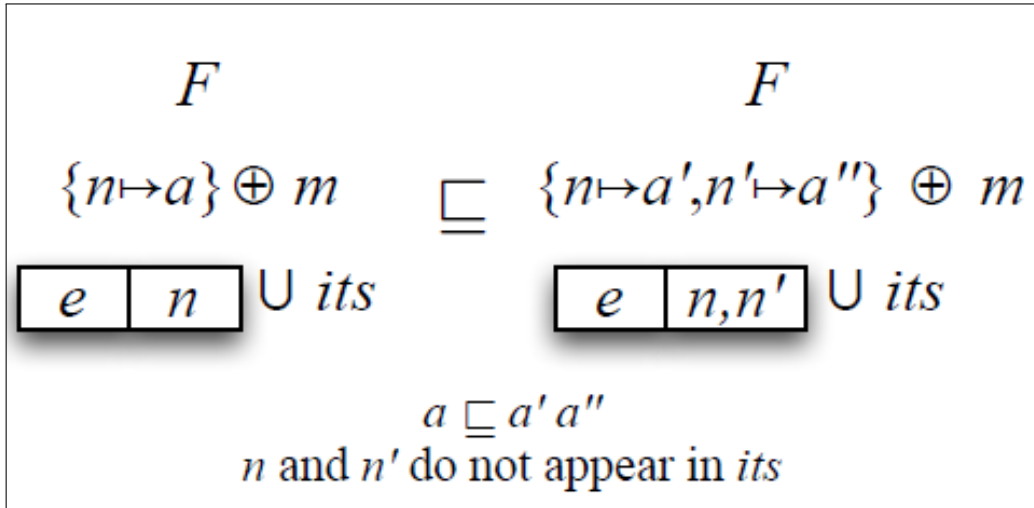 F F
{n↦a} ⊕ m ⊑ {n↦a′,n′↦a″} ⊕ m
e n ∪ its e n,n′ ∪ its
a ⊑ a′ a″
n and n′ do not appear in its